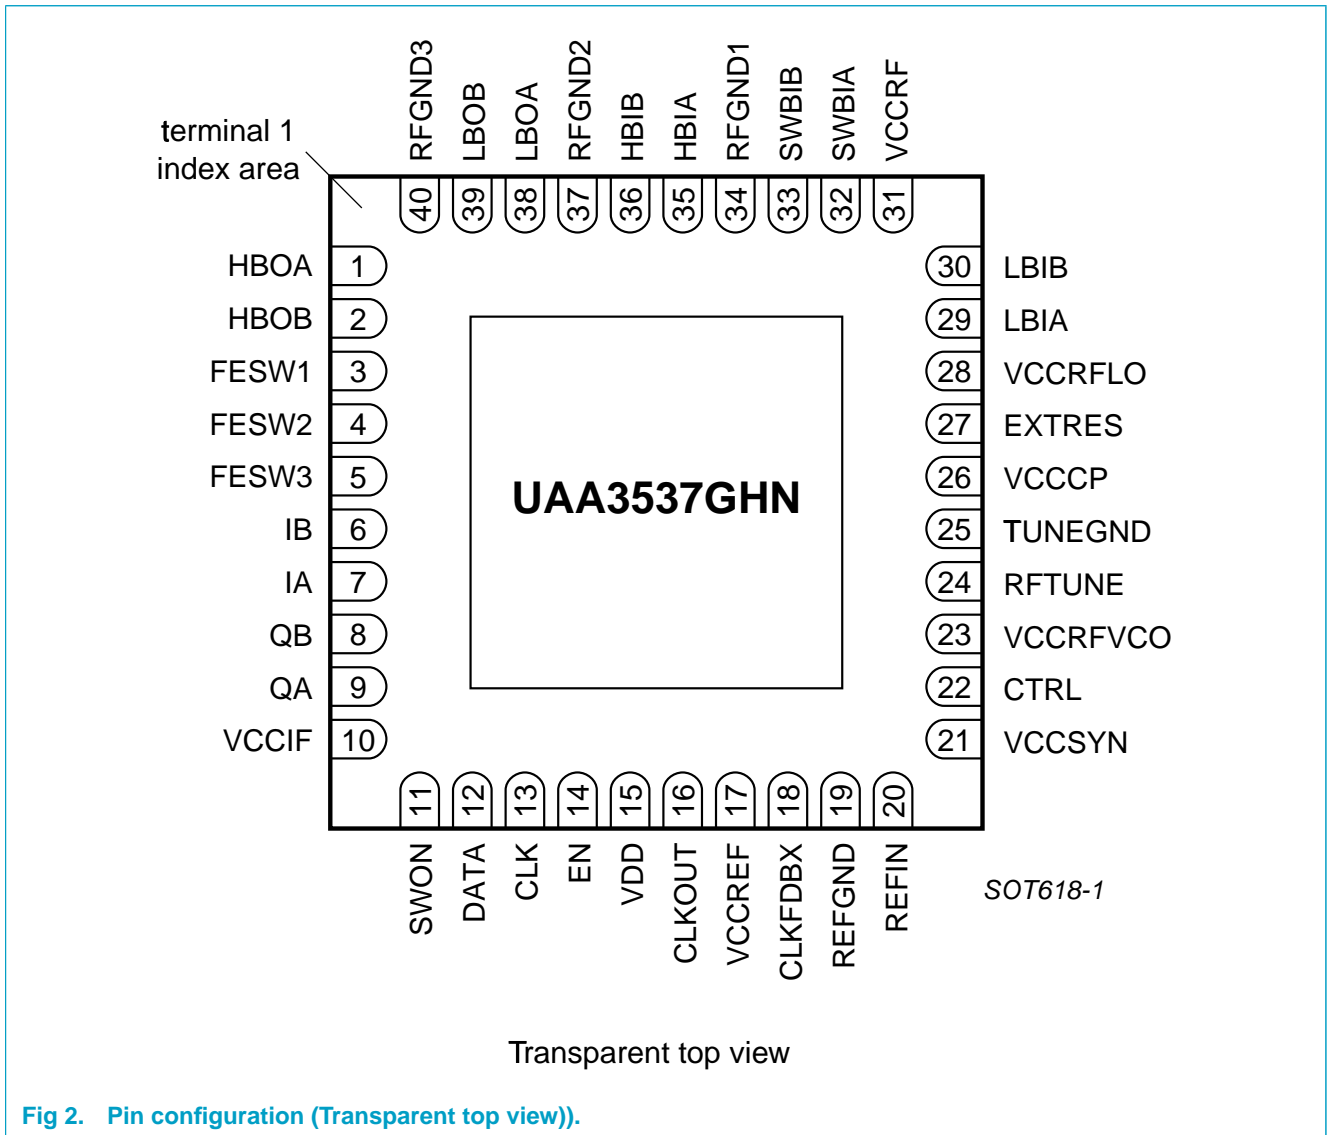 RFGND3
LBOB
LBOA
RFGND2
HBIB
HBIA
RFGND1
SWBIB
SWBIA
VCCRF
terminal 1
index area
40 39 38 37 36 35 34 33 32 31
HBOA 1 30 LBIB
HBOB 2 29 LBIA
FESW1 3 28 VCCRFLO
FESW2 4 27 EXTRES
FESW3 5 26 VCCCP
UAA3537GHN
IB 6 25 TUNEGND
IA 7 24 RFTUNE
QB 8 23 VCCRFVCO
QA 9 22 CTRL
VCCIF 10 21 VCCSYN
11 12 13 14 15 16 17 18 19 20
SWON
DATA
CLK
EN
VDD
CLKOUT
VCCREF
CLKFDBX
REFGND
REFIN
SOT618-1
Transparent top view
Fig 2. Pin configuration (Transparent top view)).